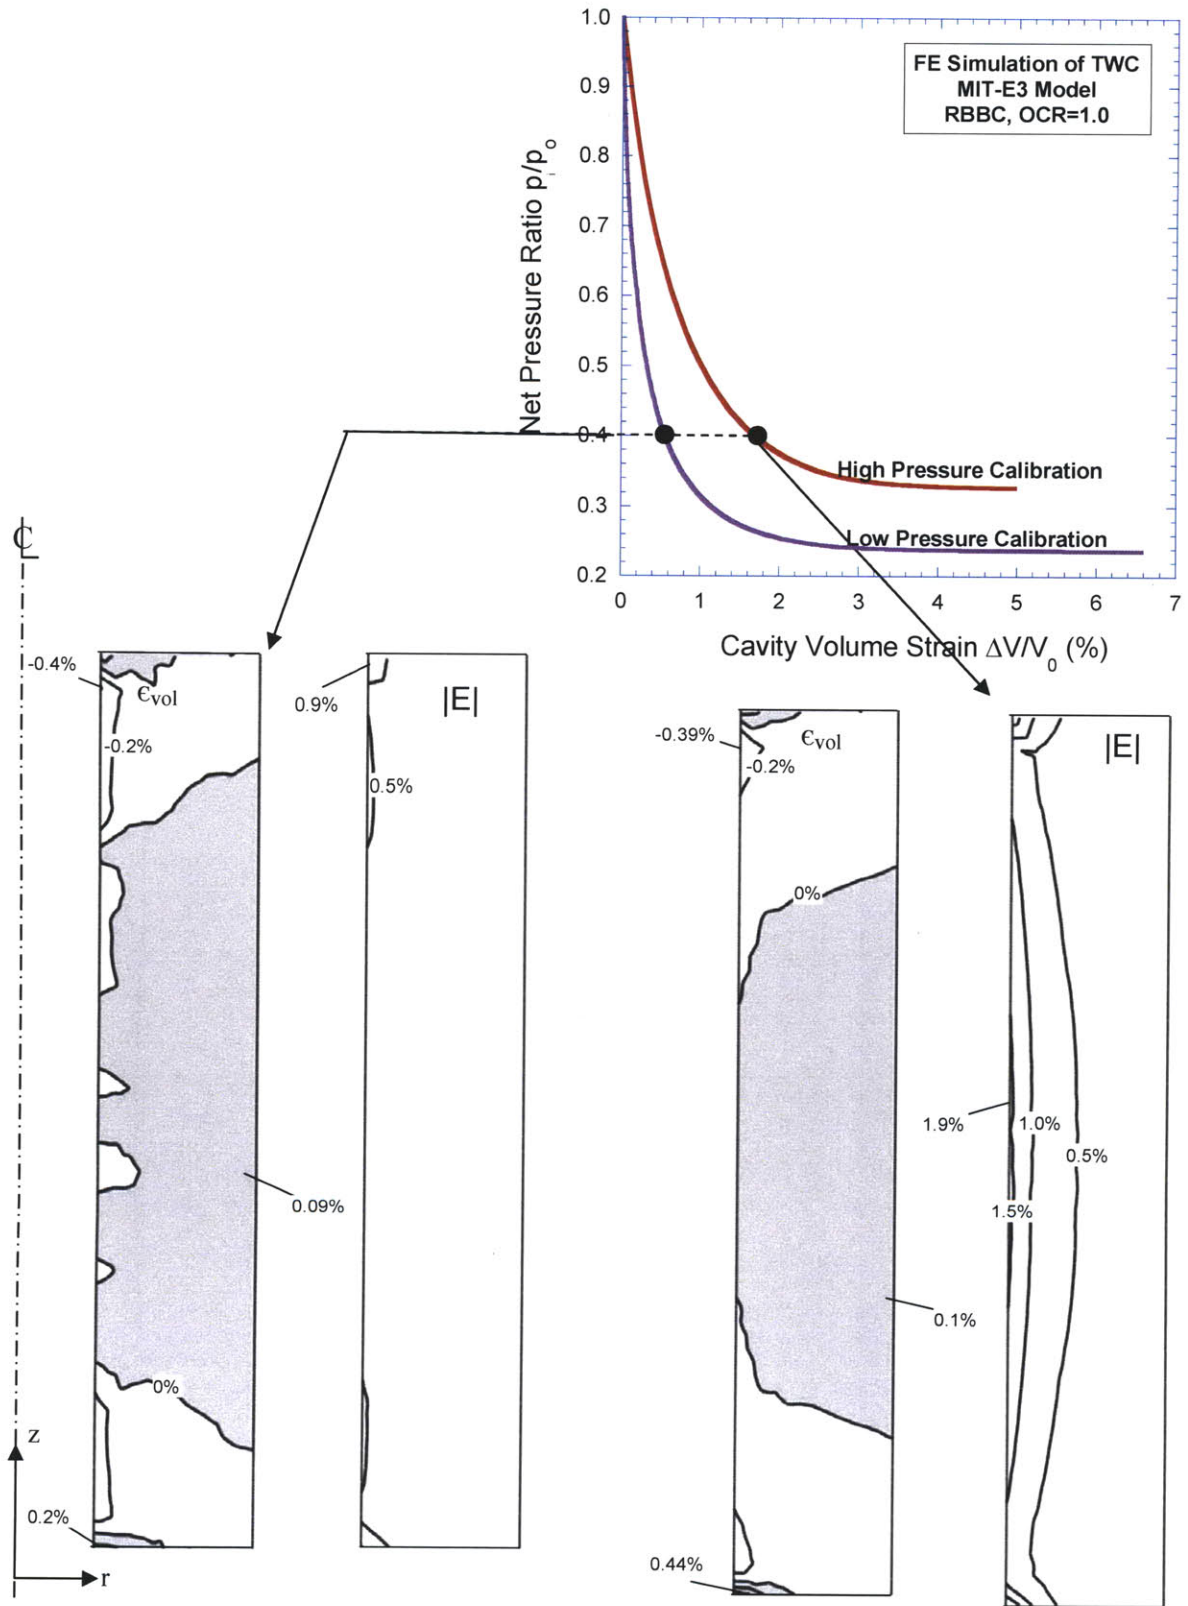 1.0
0.9
0.8
0.7
0.6
0.5
0.4
0.3
0.2
Net Pressure Ratio pᵢ/pₒ
FE Simulation of TWC
MIT-E3 Model
RBBC, OCR=1.0
High Pressure Calibration
Low Pressure Calibration
0 1 2 3 4 5 6 7
Cavity Volume Strain ΔV/V₀ (%)
℄
-0.4%
ϵvol
-0.2%
0%
0.09%
0.2%
z
r
0.9%
|E|
0.5%
-0.39%
ϵvol
-0.2%
0%
0.1%
0.44%
|E|
1.9%
1.0%
0.5%
1.5%